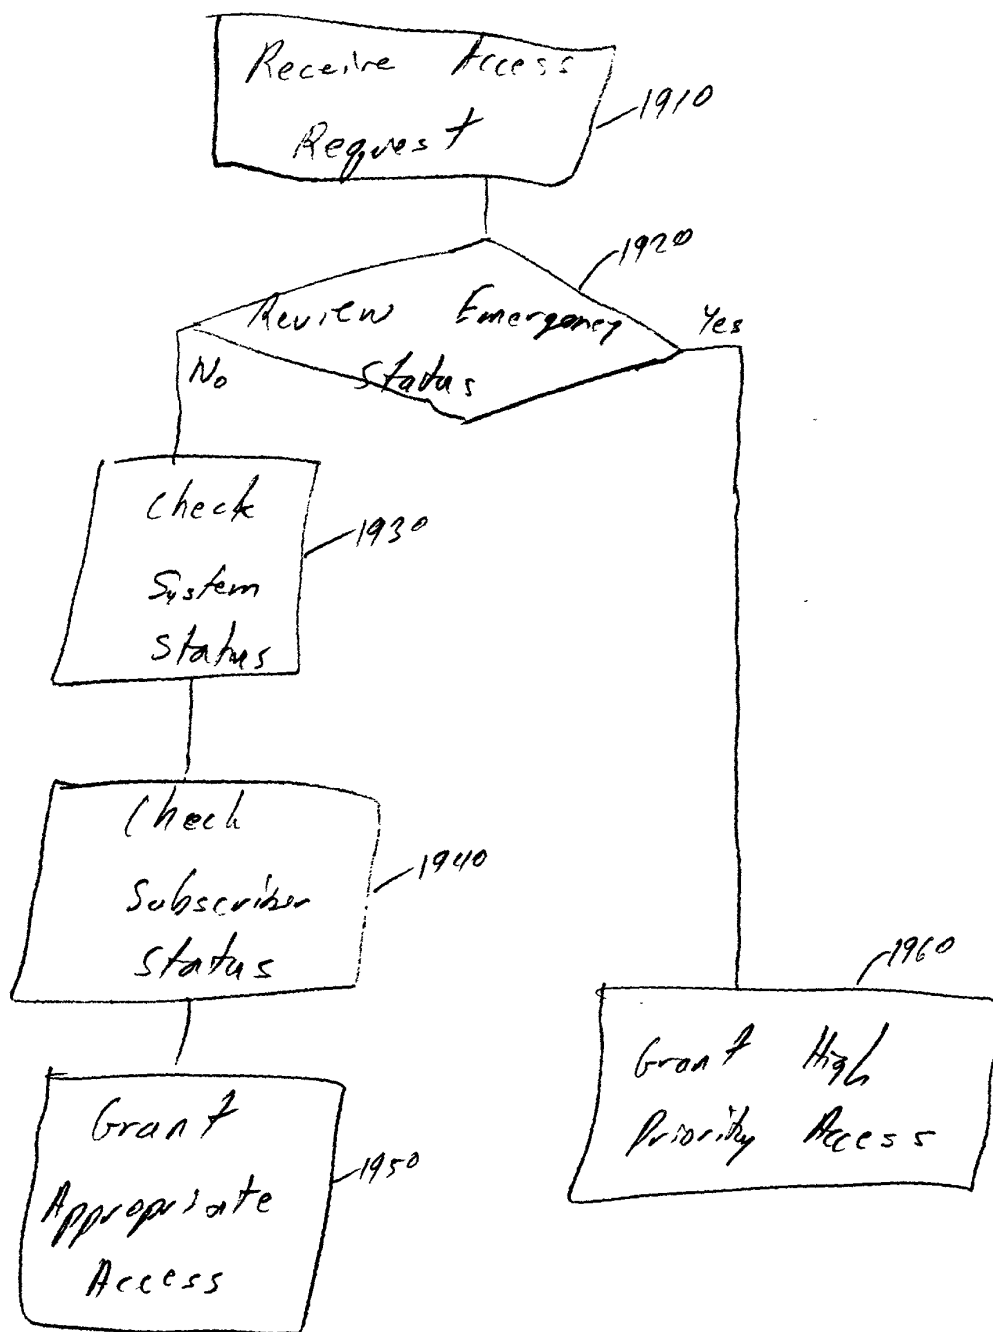 Receive Access
Request
1910
1920
Review Emergency
Status
Yes
No
Check
System
Status
1930
Check
Subscriber
Status
1940
1960
Grant High
Priority Access
Grant
Appropriate
Access
1950